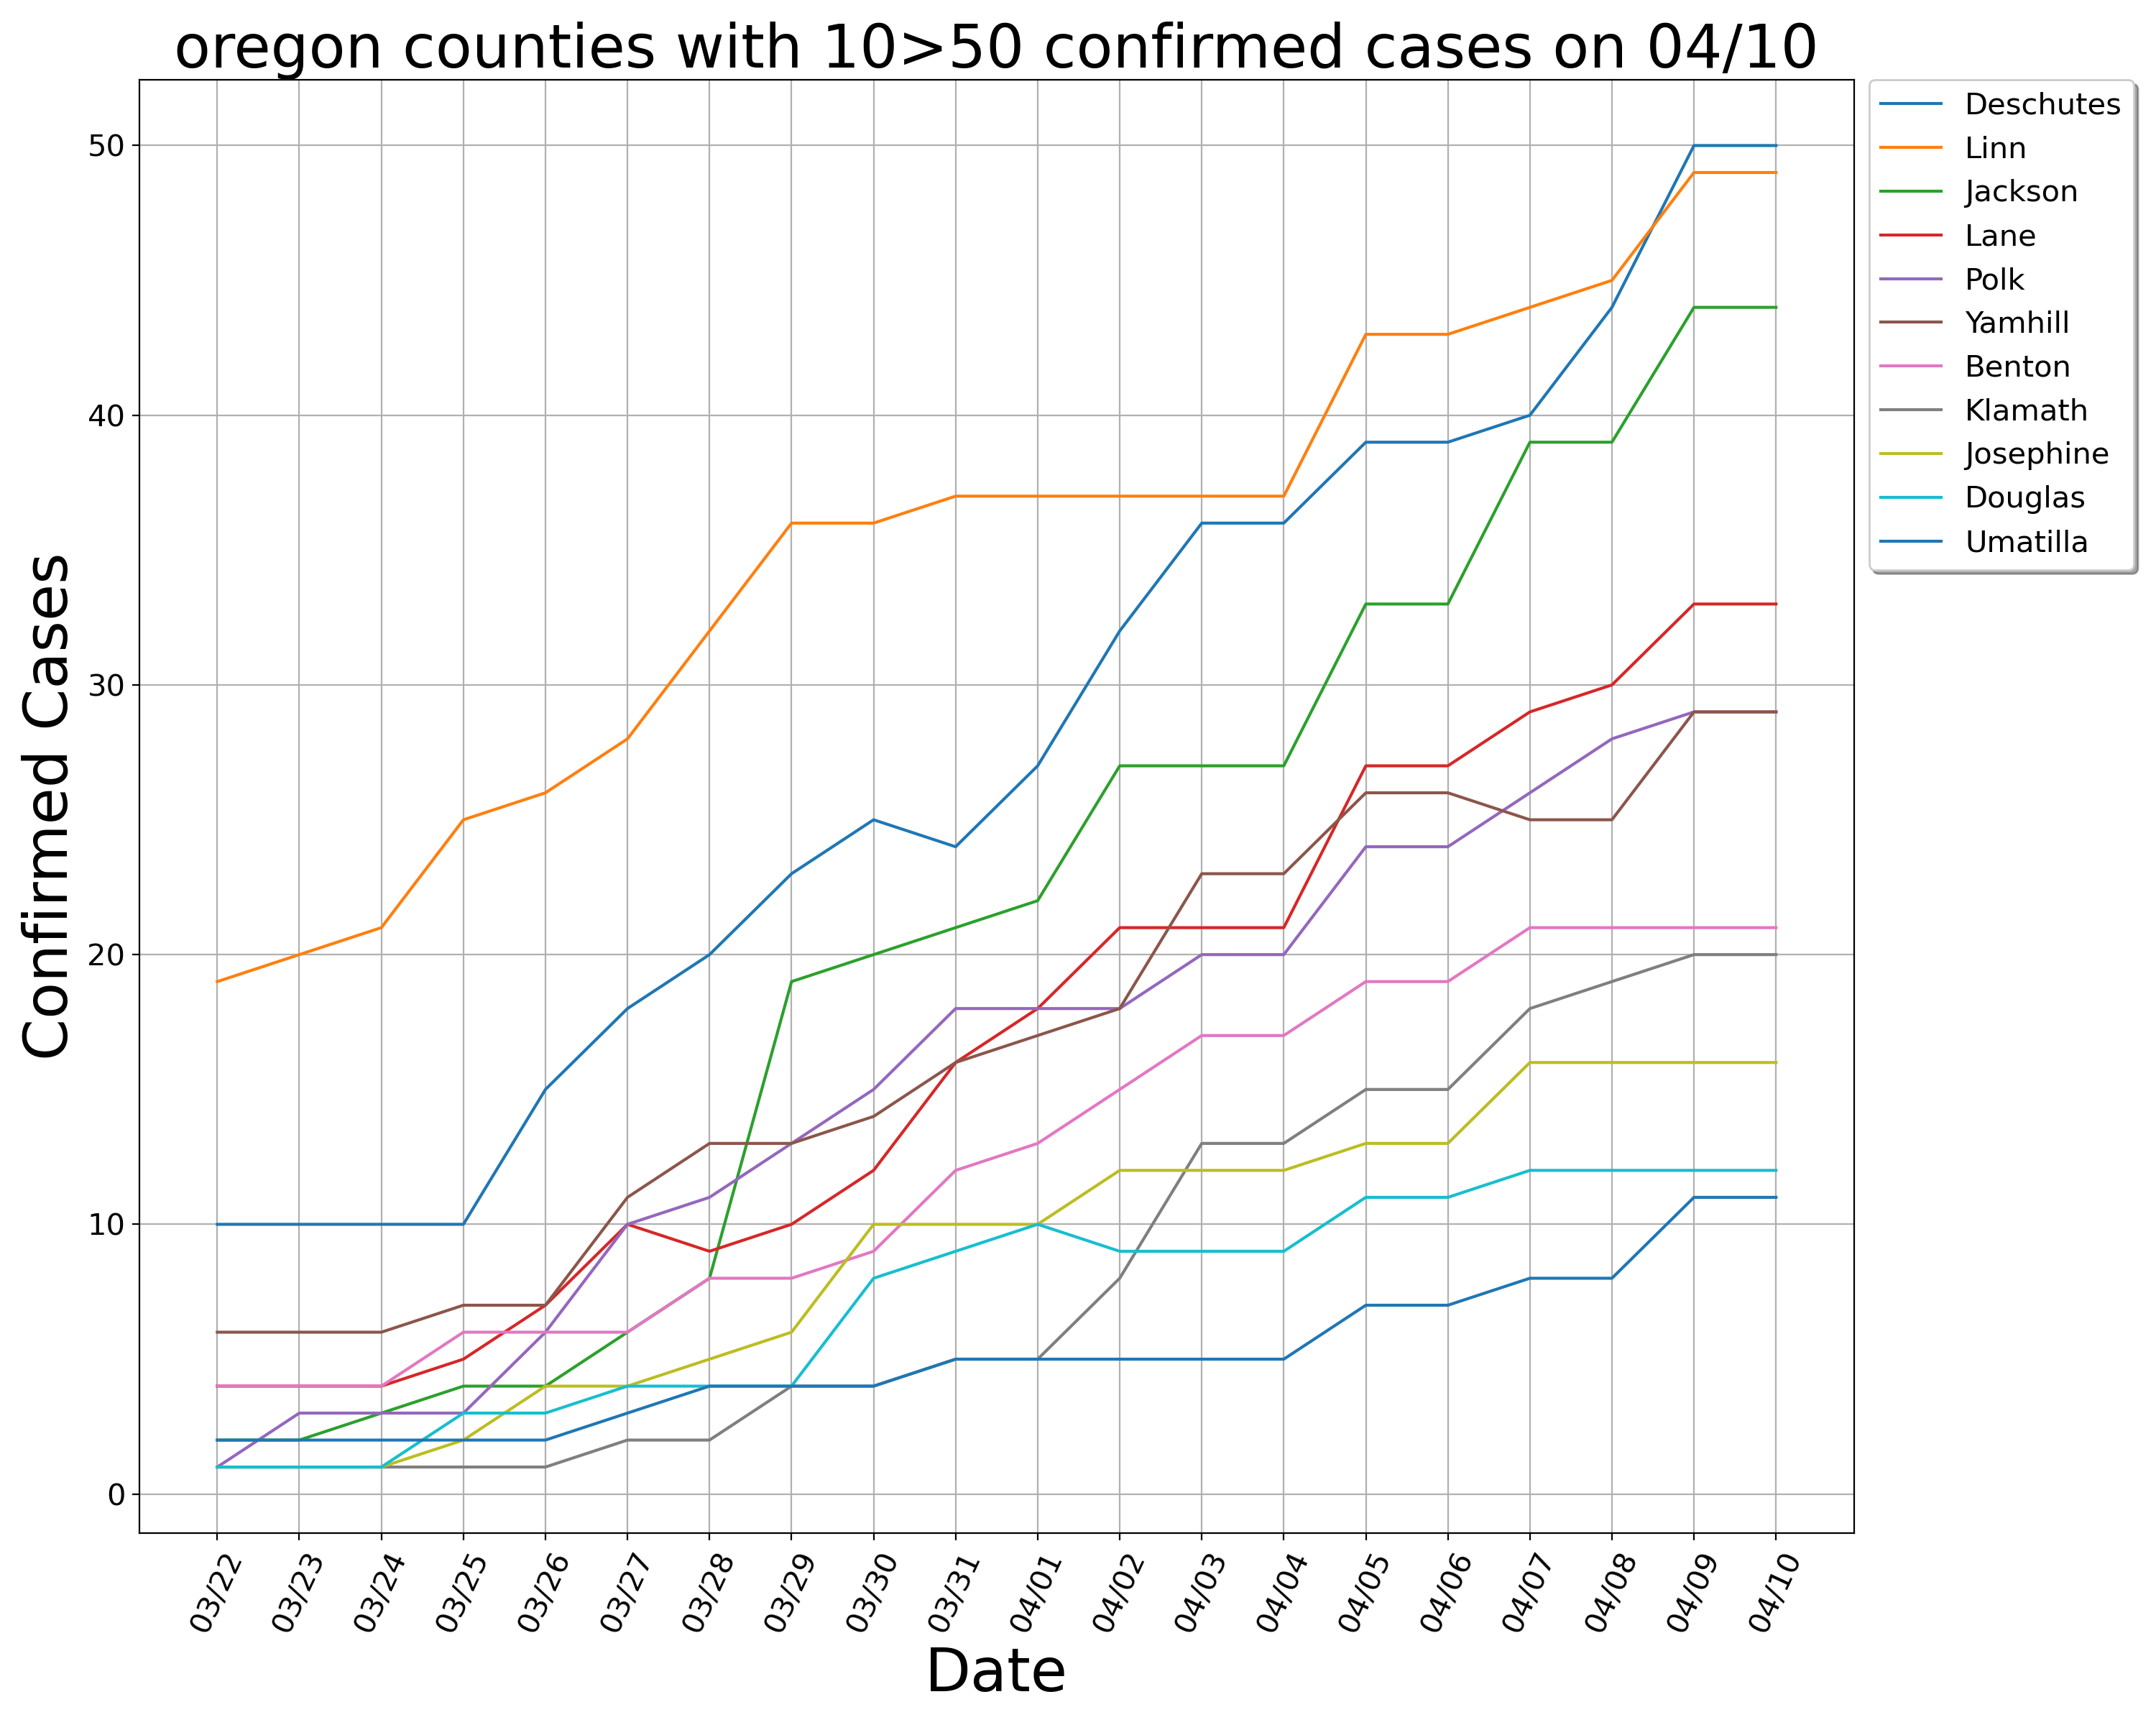 oregon counties with 10>50 confirmed cases on 04/10
Deschutes
Linn
Jackson
Lane
Polk
Yamhill
Benton
Klamath
Josephine
Douglas
Umatilla
Confirmed Cases
50
40
30
20
10
0
03/22
03/23
03/24
03/25
03/26
03/27
03/28
03/29
03/30
03/31
04/01
04/02
04/03
04/04
04/05
04/06
04/07
04/08
04/09
04/10
Date